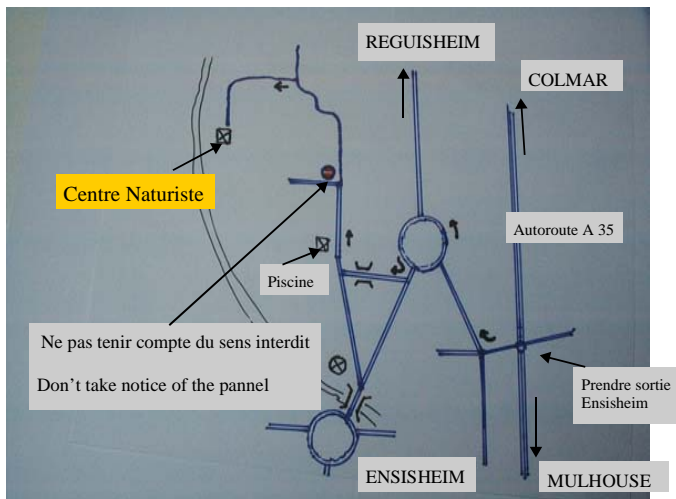 REGUISHEIM
COLMAR
Centre Naturiste
Autoroute A 35
Piscine
Ne pas tenir compte du sens interdit
Don't take notice of the pannel
Prendre sortie
Ensisheim
ENSISHEIM
MULHOUSE